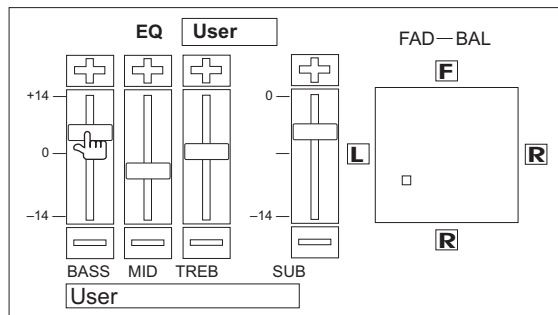 EQ User
FAD—BAL
F
+14
0
0
L
R
−14
−14
R
BASS MID TREB SUB
User